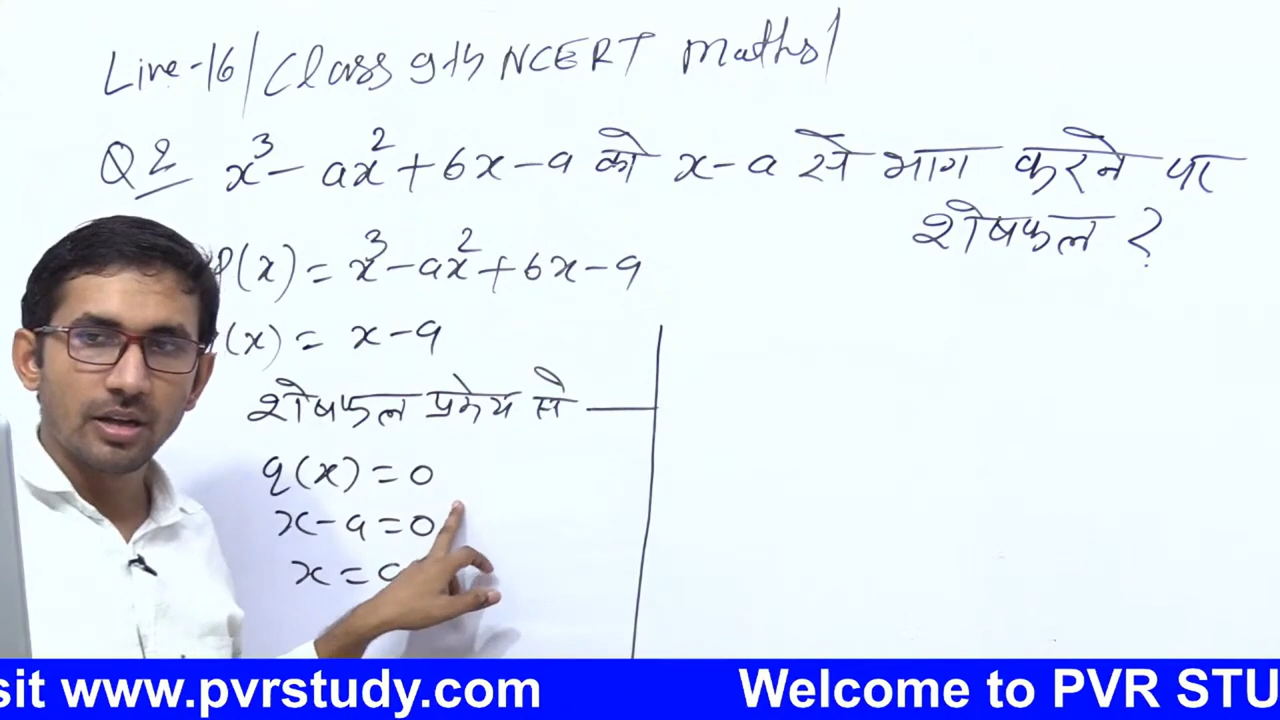 Live-16/Class 9th NCERT Maths/
Q 2 x³ - ax² + 6x - a को x - a से भाग करने पर
शेषफल ?
P(x) = x³ - ax² + 6x - a
(x) = x - a
शेषफल प्रमेय से
q(x) = 0
x - a = 0
x = a
sit www.pvrstudy.com Welcome to PVR STU